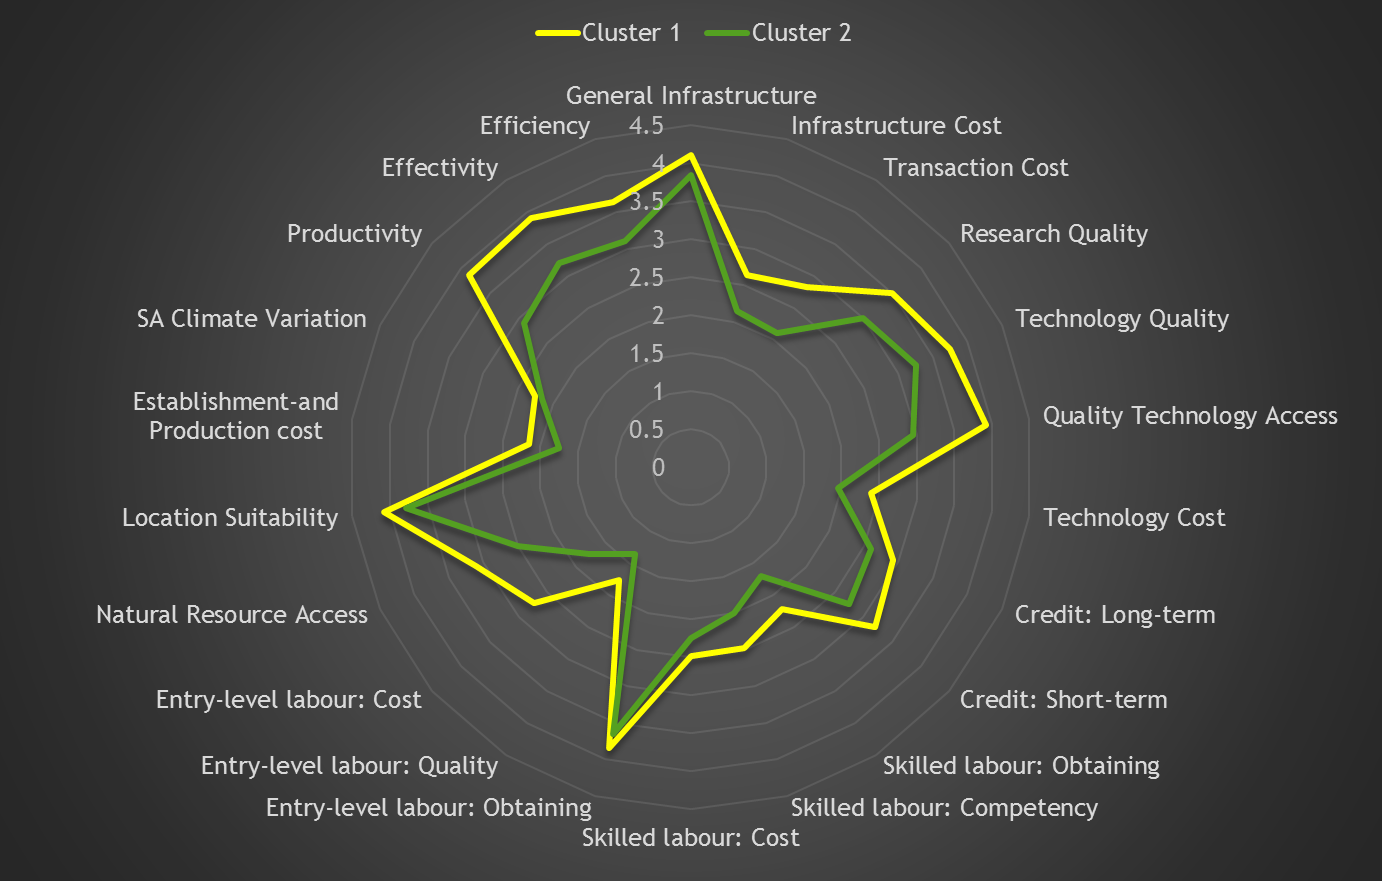 Cluster 1
Cluster 2
General Infrastructure
Efficiency
4.5
Infrastructure Cost
Effectivity
4
Transaction Cost
3.5
Productivity
3
Research Quality
2.5
SA Climate Variation
2
Technology Quality
1.5
Establishment-and
Production cost
1
Quality Technology Access
0.5
0
Location Suitability
Technology Cost
Natural Resource Access
Credit: Long-term
Entry-level labour: Cost
Credit: Short-term
Entry-level labour: Quality
Skilled labour: Obtaining
Entry-level labour: Obtaining
Skilled labour: Competency
Skilled labour: Cost